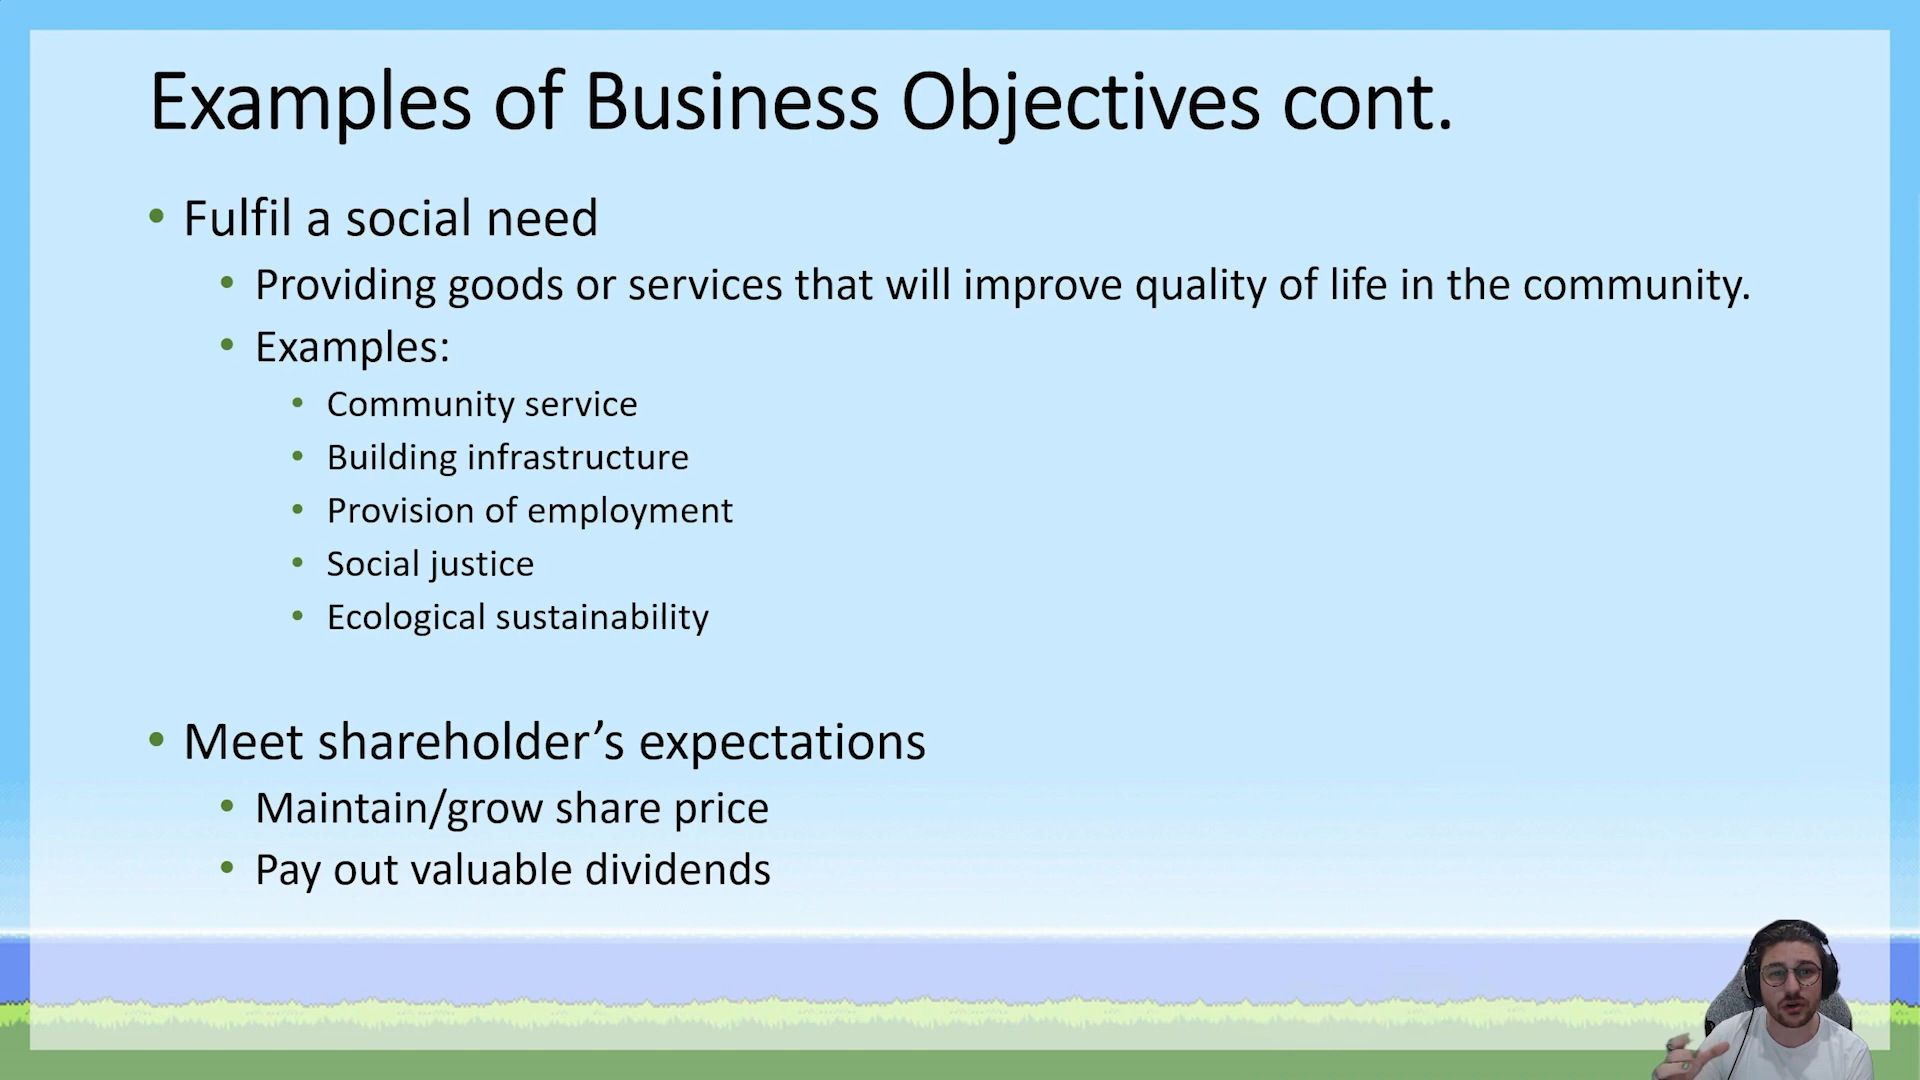 Examples of Business Objectives cont.
• Fulfil a social need
• Providing goods or services that will improve quality of life in the community.
• Examples:
• Community service
• Building infrastructure
• Provision of employment
• Social justice
• Ecological sustainability
• Meet shareholder’s expectations
• Maintain/grow share price
• Pay out valuable dividends